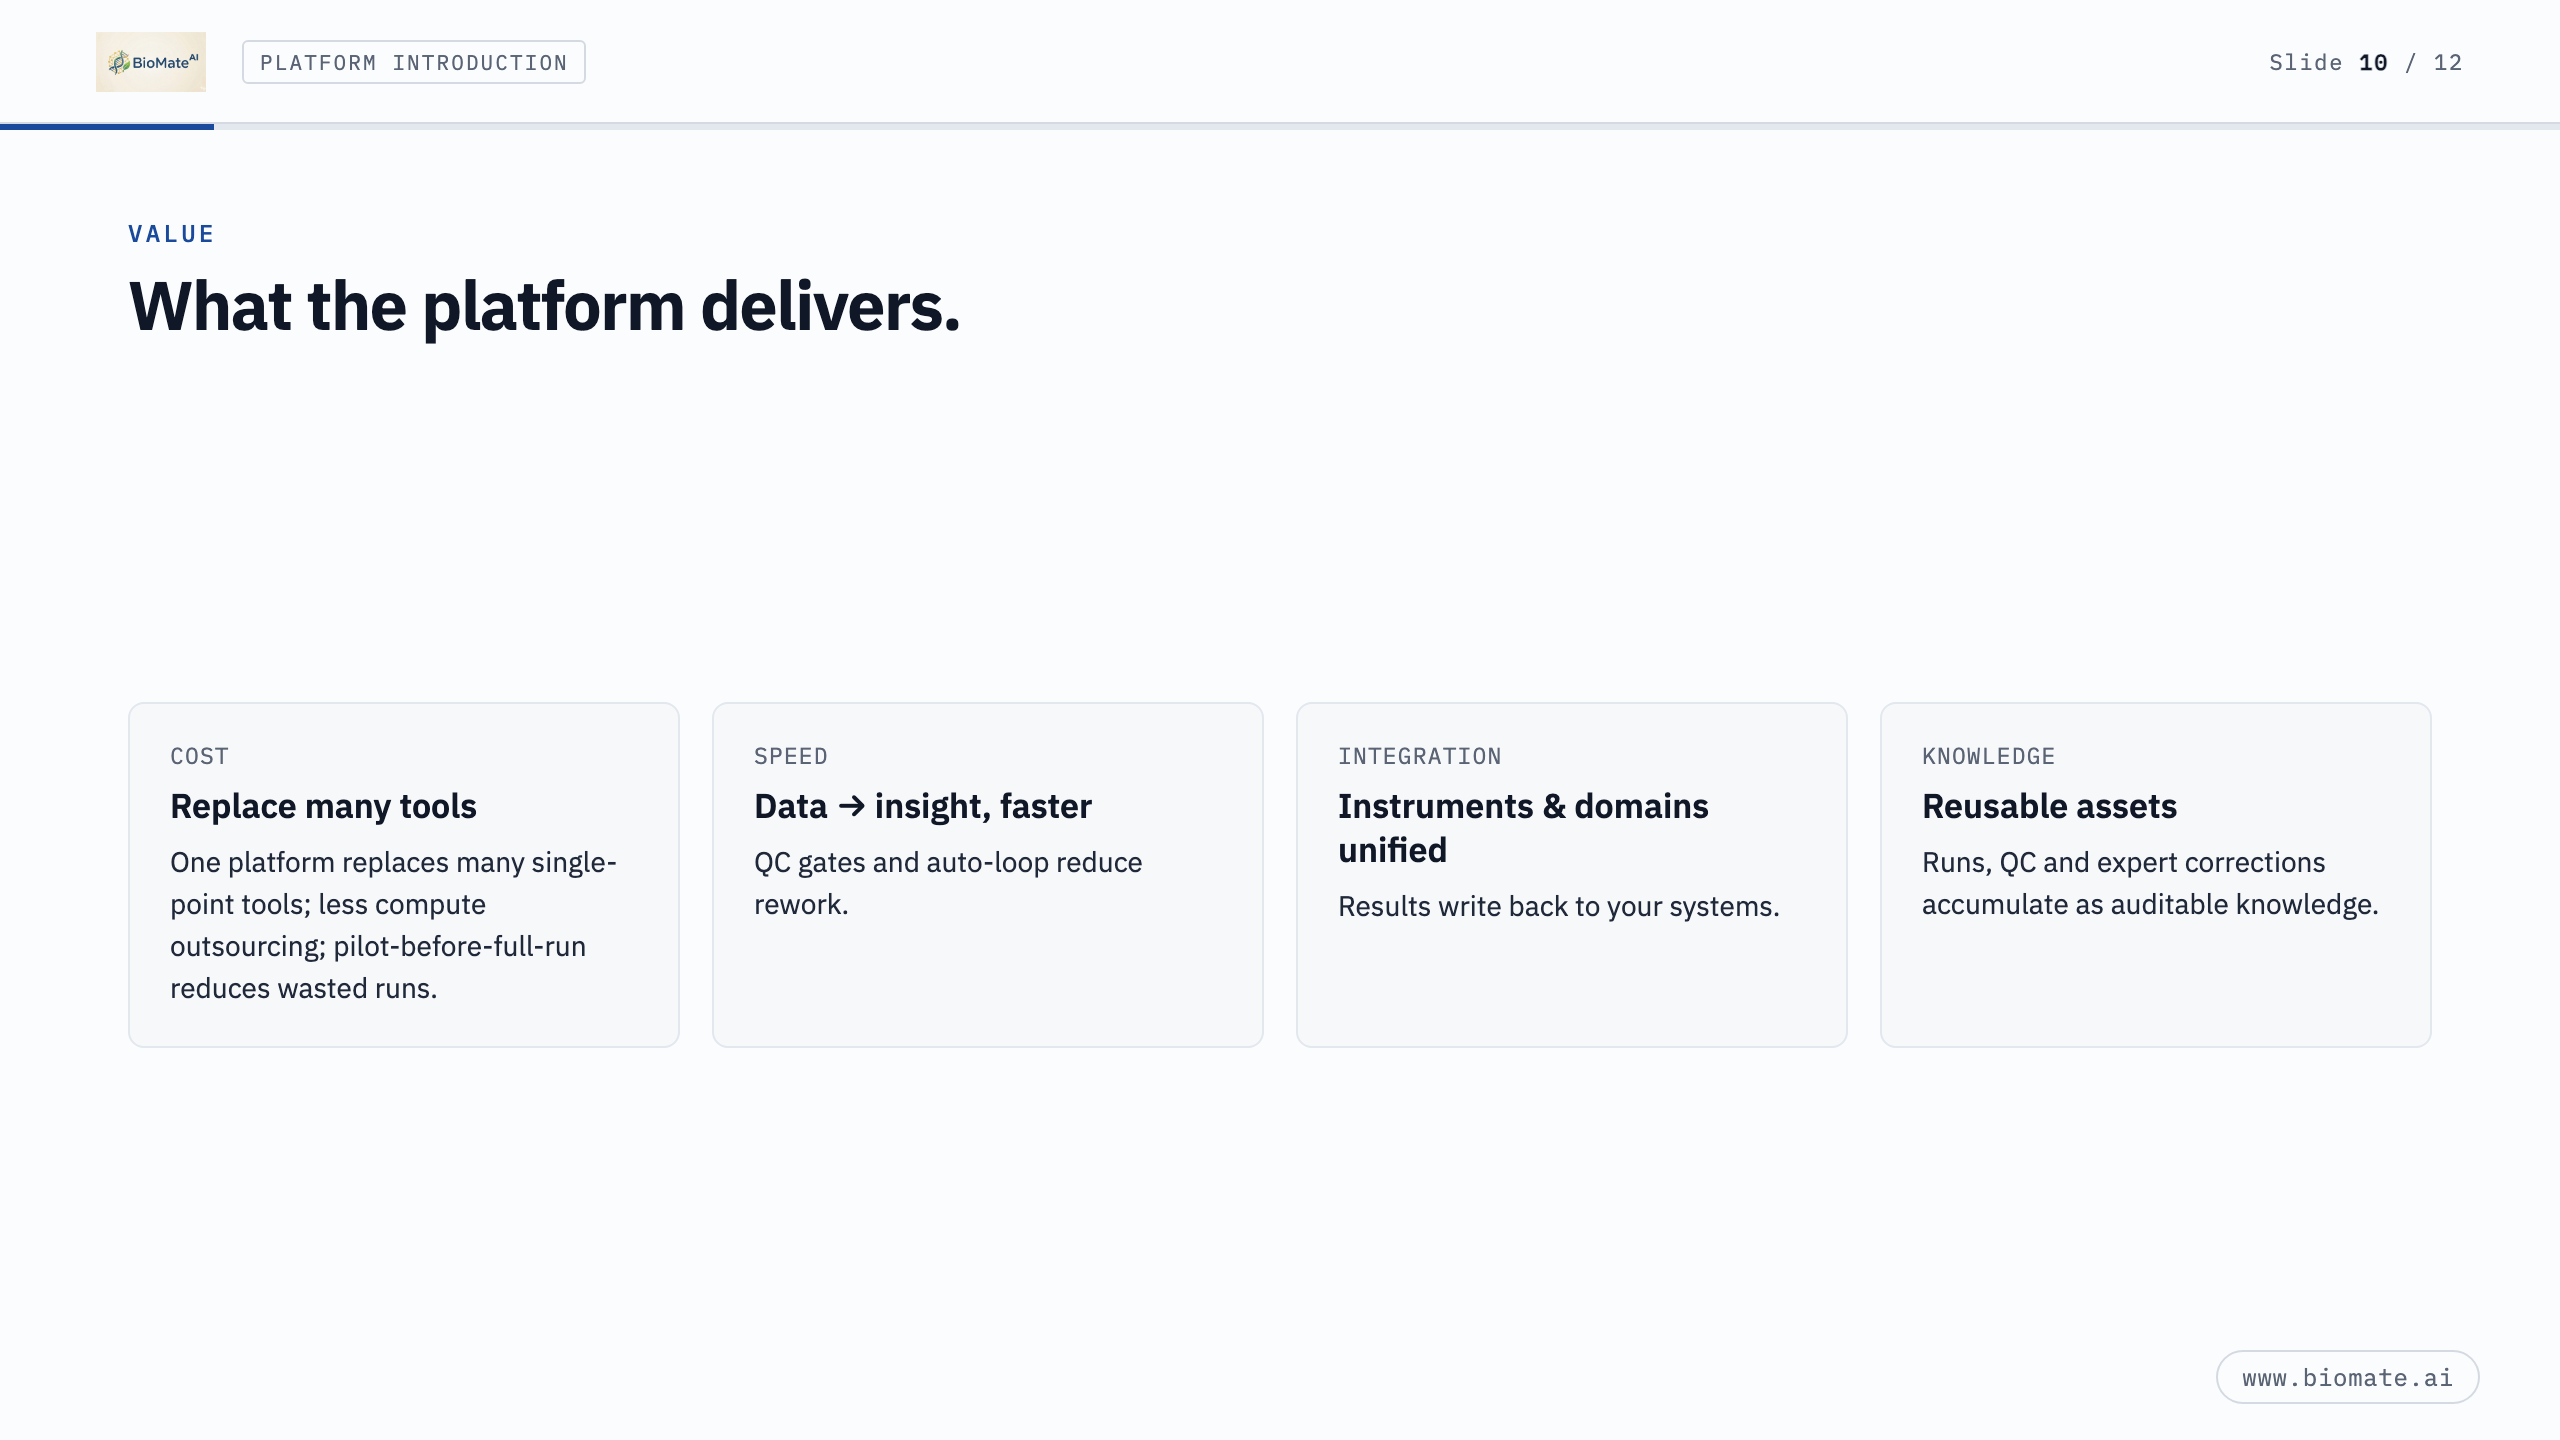 BioMate AI
PLATFORM INTRODUCTION
Slide 10 / 12
VALUE
What the platform delivers.
COST
Replace many tools
One platform replaces many single-
point tools; less compute
outsourcing; pilot-before-full-run
reduces wasted runs.
SPEED
Data → insight, faster
QC gates and auto-loop reduce
rework.
INTEGRATION
Instruments & domains
unified
Results write back to your systems.
KNOWLEDGE
Reusable assets
Runs, QC and expert corrections
accumulate as auditable knowledge.
www.biomate.ai